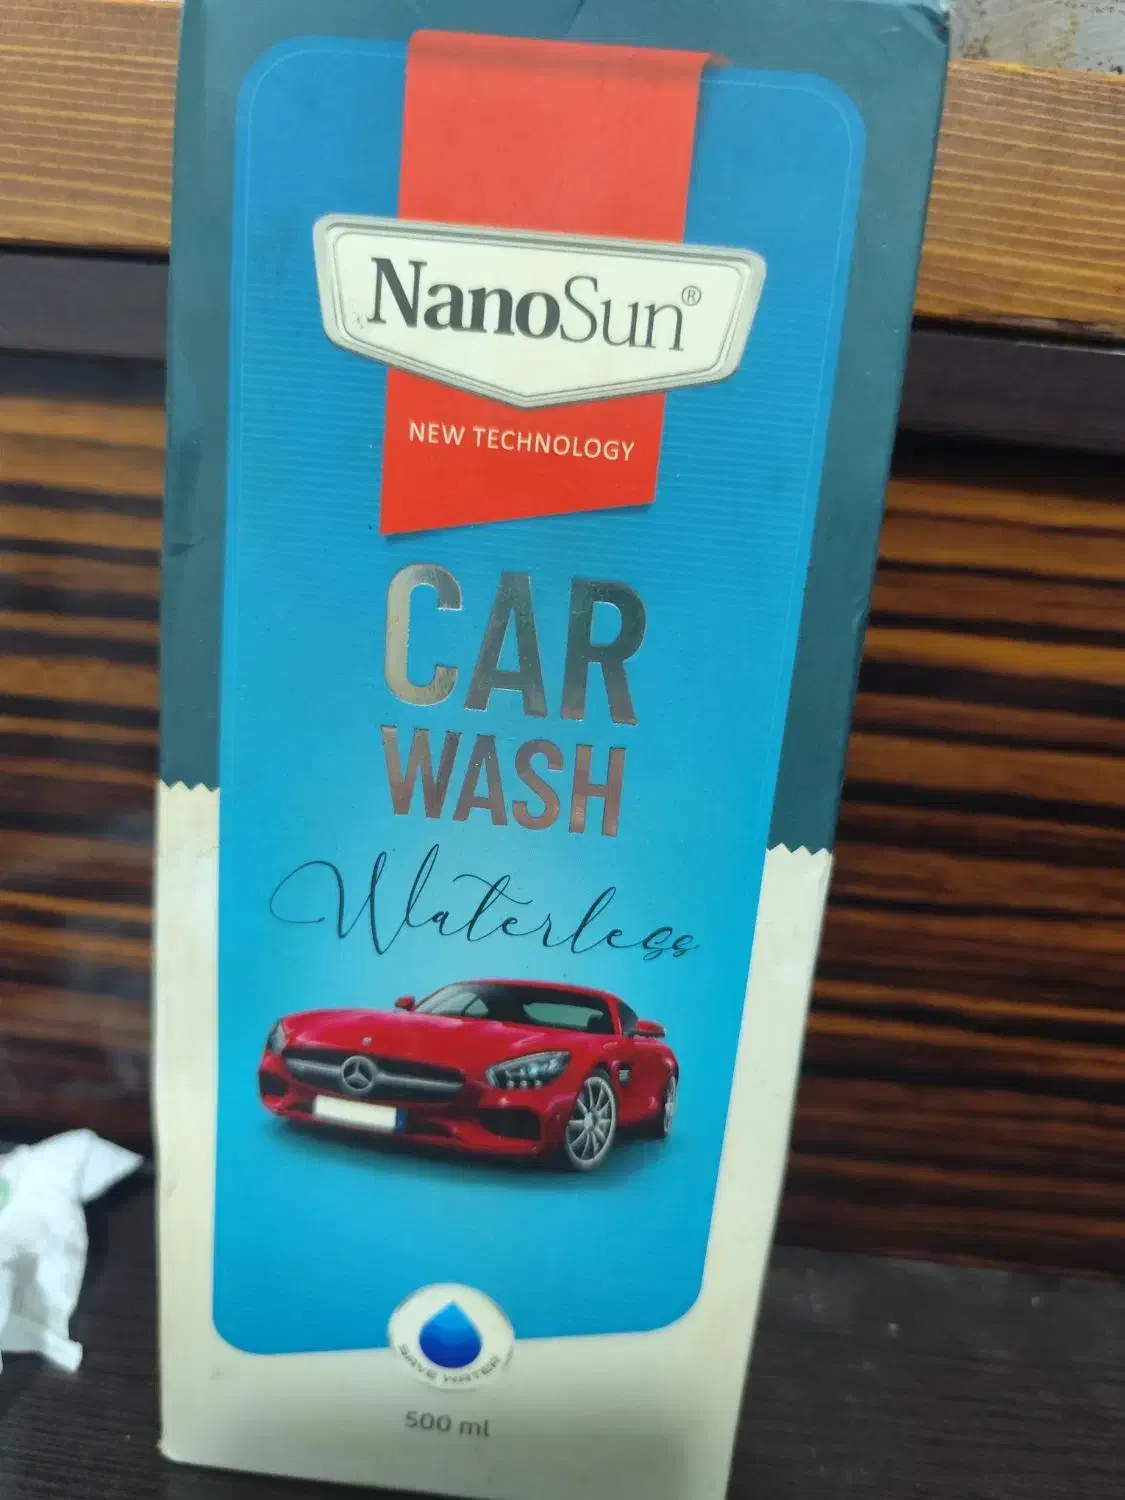 NanoSun®
NEW TECHNOLOGY
CAR
WASH
Waterless
SAVE WATER
500 ml